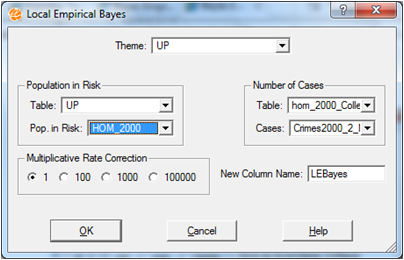 Local Empirical Bayes
Theme: UP
Population in Risk
Table: UP
Pop. in Risk: HOM_2000
Number of Cases
Table: hom_2000_Colle
Cases: Crimes2000_2_
Multiplicative Rate Correction
1 100 1000 100000
New Column Name: LEBayes
OK Cancel Help